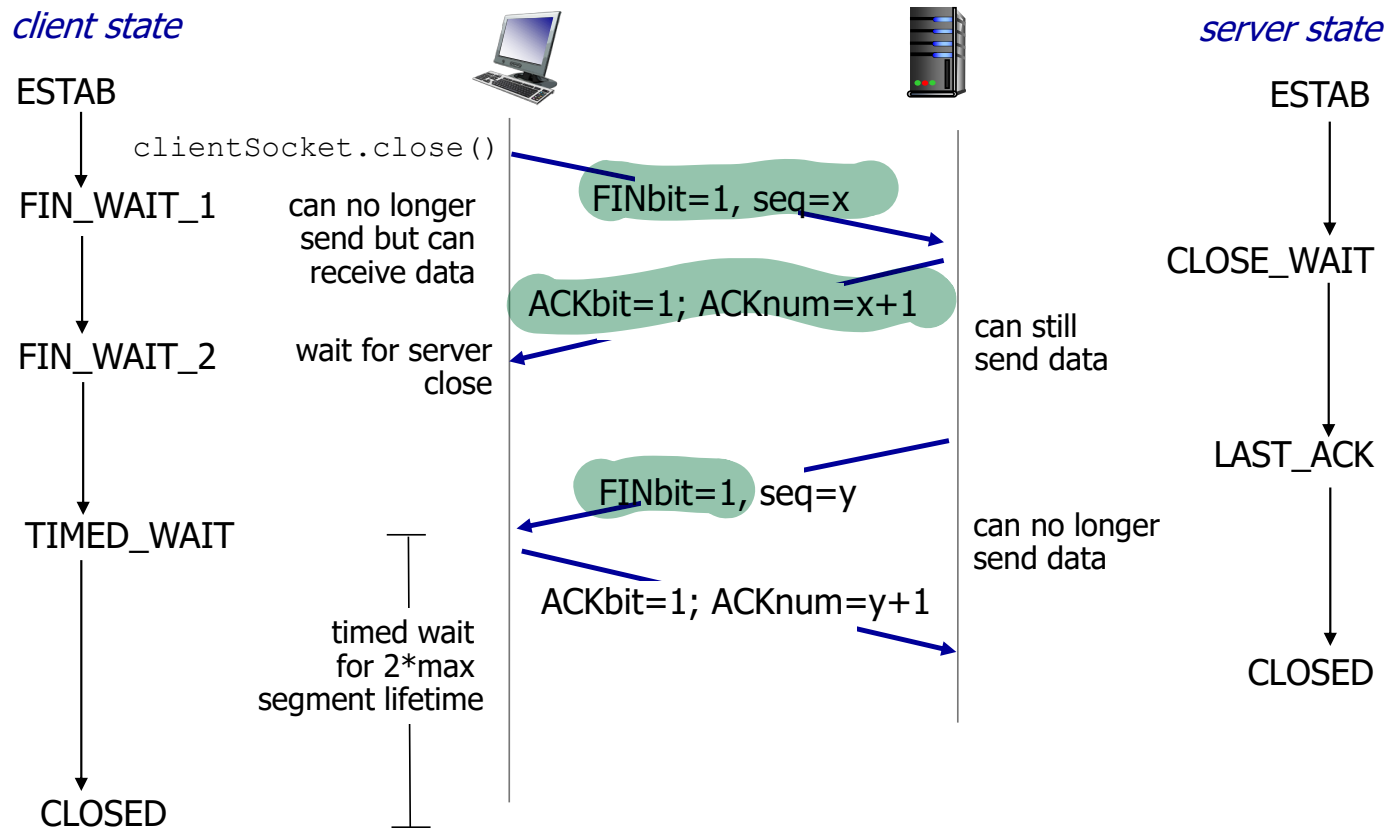 client state
server state
ESTAB
ESTAB
clientSocket.close()
FINbit=1, seq=x
FIN_WAIT_1
can no longer
send but can
receive data
CLOSE_WAIT
ACKbit=1; ACKnum=x+1
can still
send data
FIN_WAIT_2
wait for server
close
LAST_ACK
FINbit=1, seq=y
can no longer
send data
TIMED_WAIT
ACKbit=1; ACKnum=y+1
timed wait
for 2*max
segment lifetime
CLOSED
CLOSED